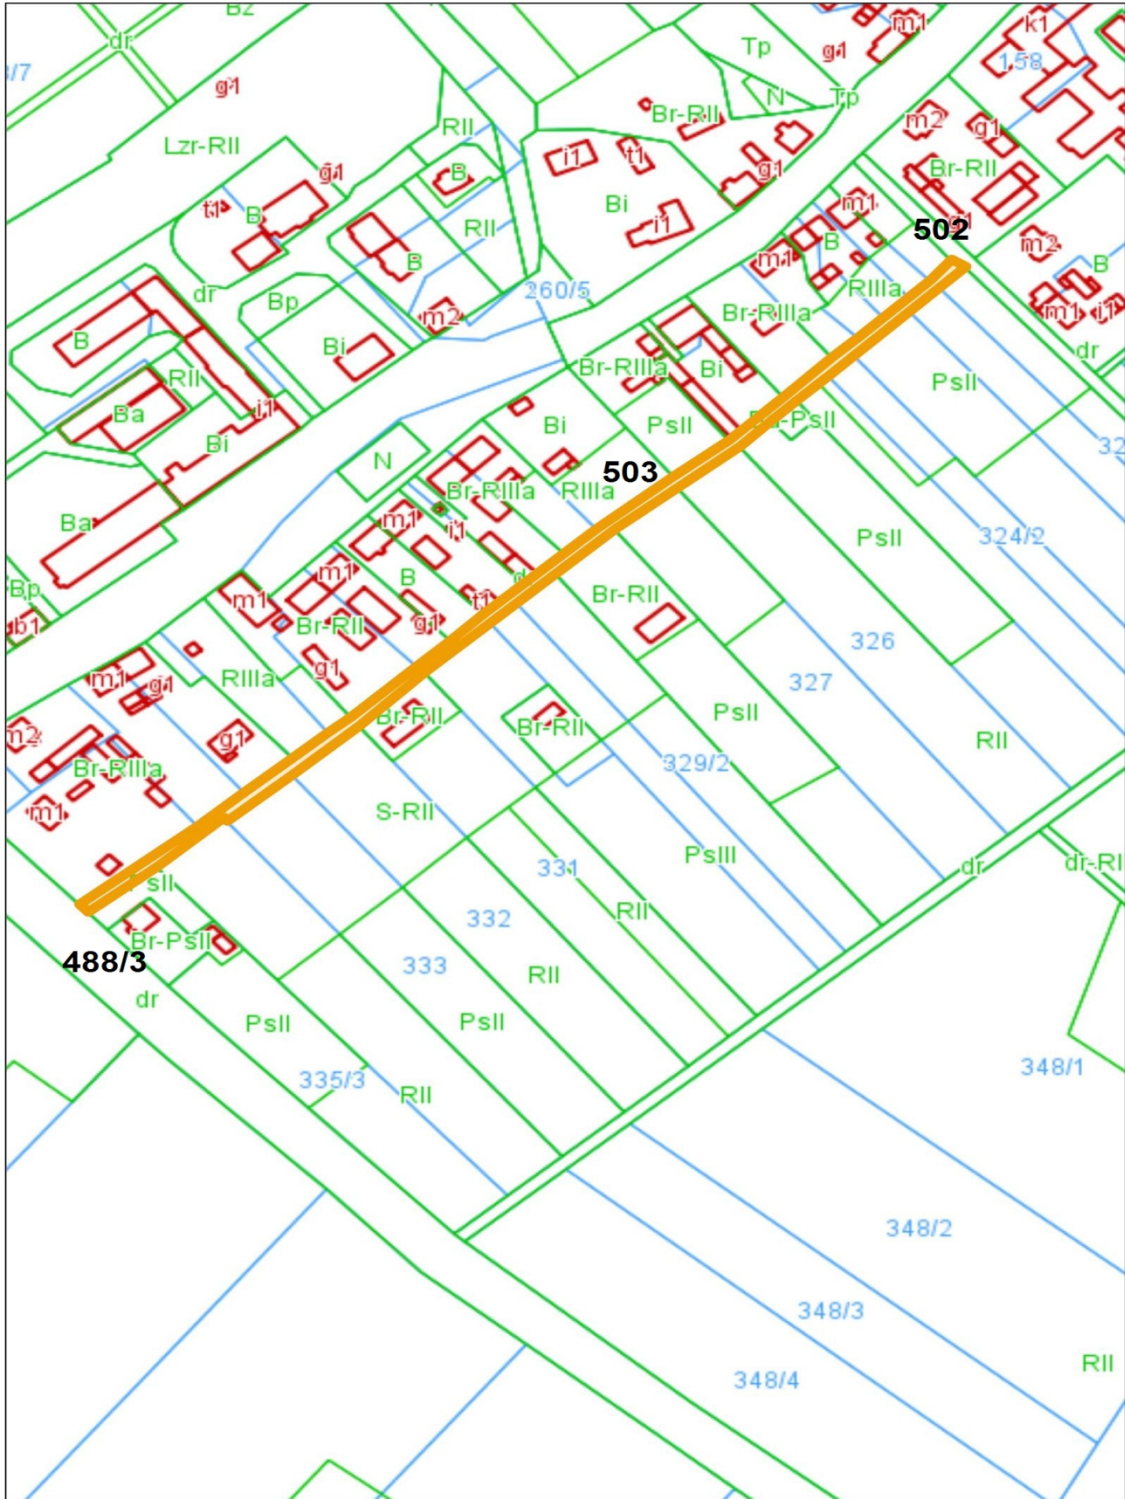 Bz
dr
m1
k1
g1
Tp
158
8/7
g1
N
Tp
Br-RII
m2
g1
RII
Lzr-RII
i1
t1
g1
Br-RII
g1
B
t1
B
Bi
m1
i1
RII
502
g1
B
m2
m1
B
B
dr
260/5
RIIIa
Bp
m2
Br-RIIIa
m1
i1
B
Bi
dr
Br-RIIIa
Bi
RII
PsII
Ba
i1
PsII
Bi
Bi
-PsII
N
503
Br-RIIIa
RIIIa
Ba
m1
i1
324/2
PsII
m1
B
Bp
m1
t1
Br-RII
b1
Br-RII
g1
326
g1
m1
g1
RIIIa
327
Br-RII
PsII
m2
g1
Br-RII
RII
Br-RIIIa
329/2
m1
S-RII
PsIII
331
dr
dr-RI
PsII
332
RII
Br-PsII
488/3
333
RII
dr
PsII
PsII
335/3
RII
348/1
348/2
348/3
RII
348/4